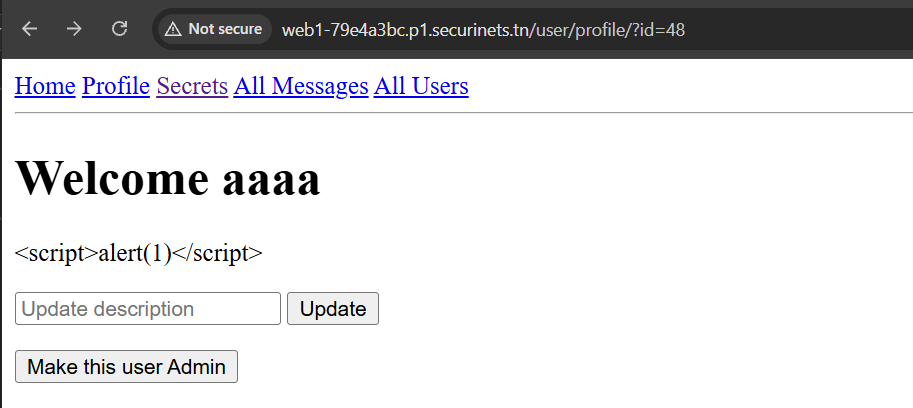 Not secure web1-79e4a3bc.p1.securinets.tn/user/profile/?id=48
Home Profile Secrets All Messages All Users
Welcome aaaa
<script>alert(1)</script>
Update description Update
Make this user Admin